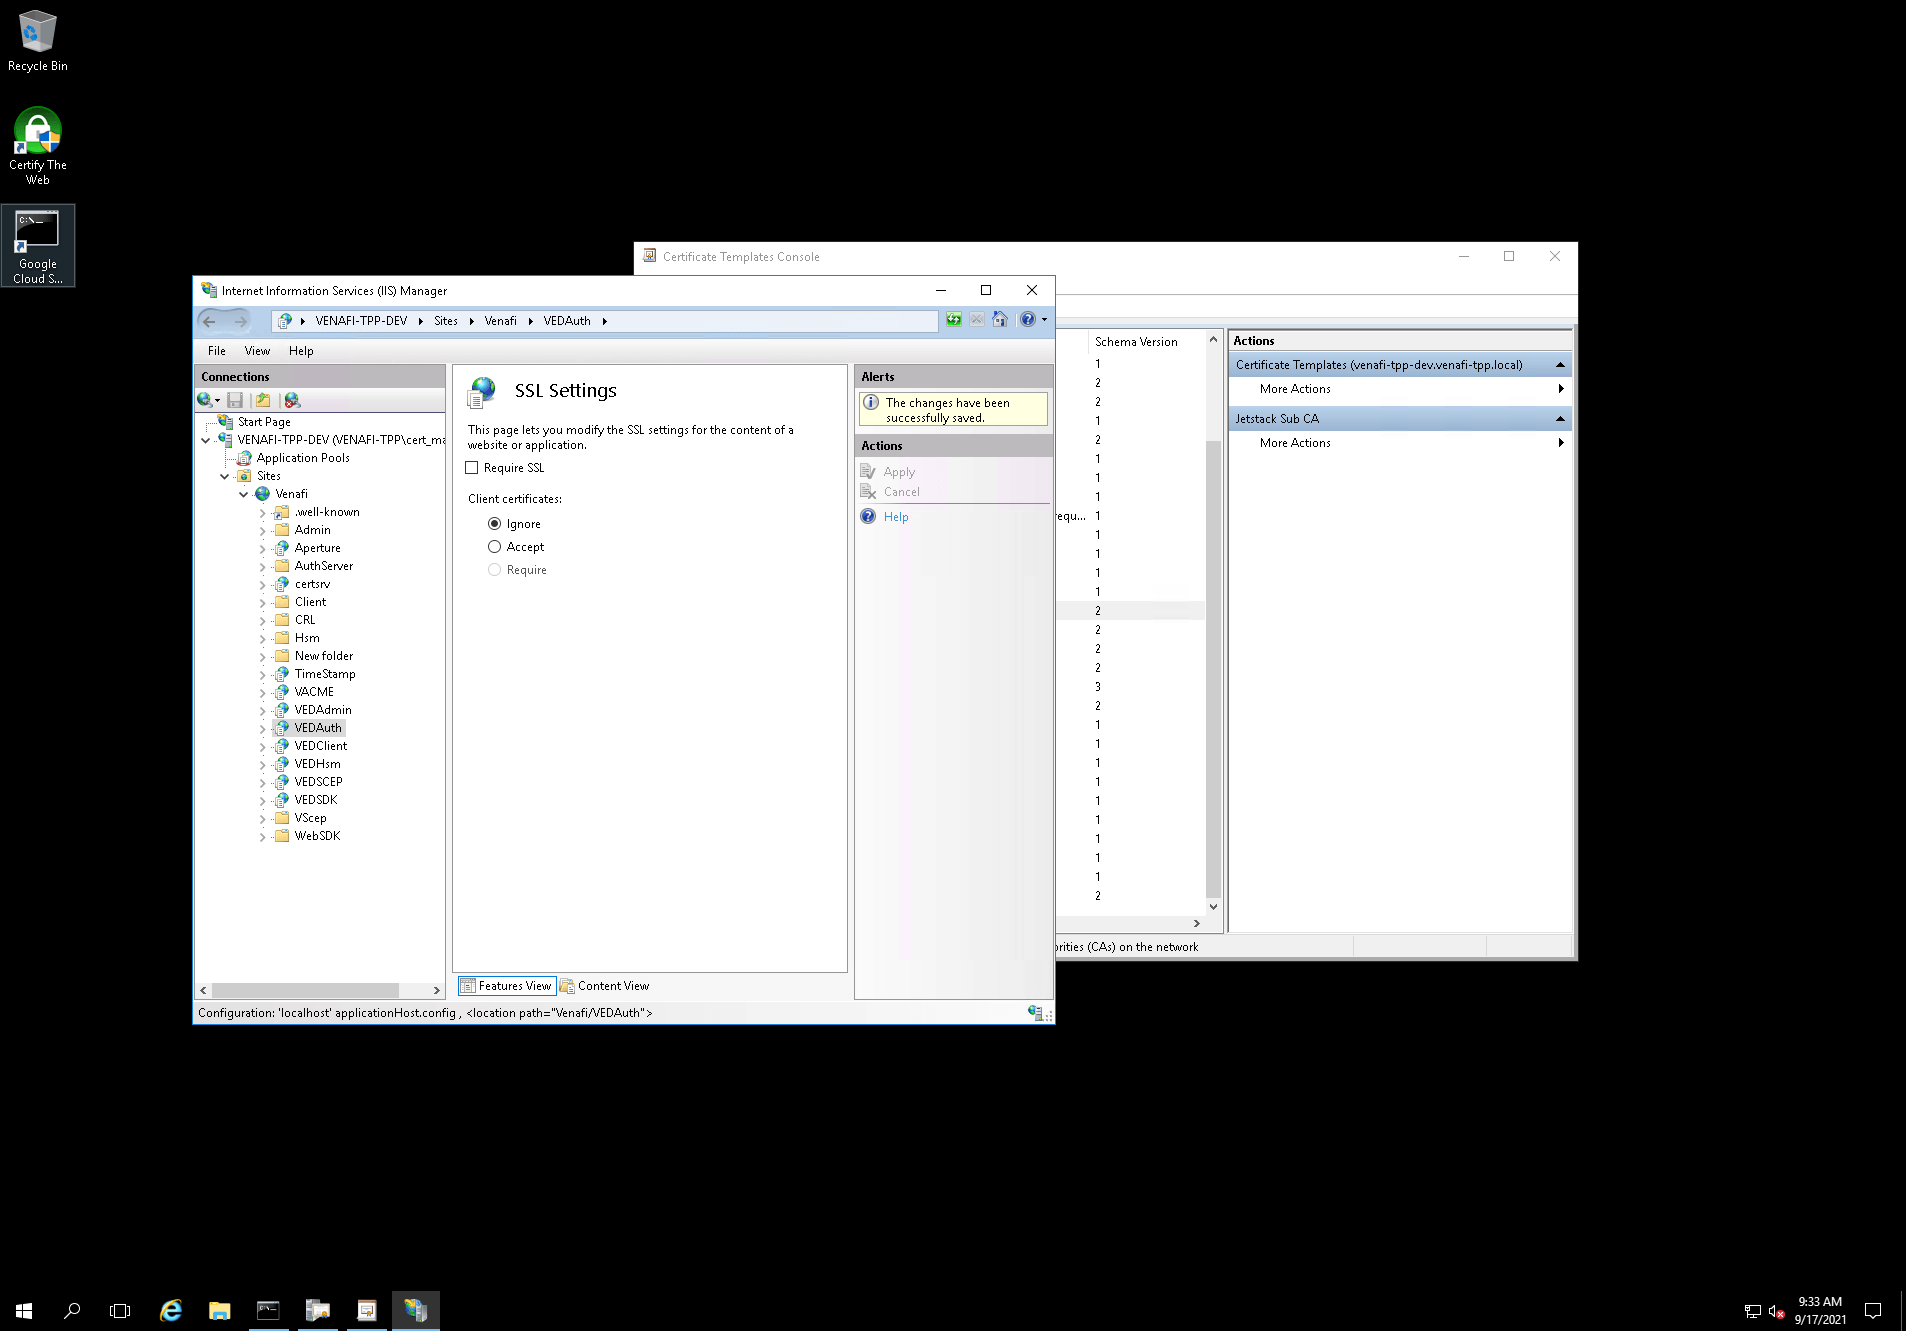 Recycle Bin
Certify The
Web
Google
Cloud S...
Certificate Templates Console
Schema Version
1
2
2
1
2
1
1
1
requ... 1
1
1
1
1
2
2
2
2
3
2
1
1
1
1
1
1
1
1
1
2
orities (CAs) on the network
Actions
Certificate Templates (venafi-tpp-dev.venafi-tpp.local)
More Actions
Jetstack Sub CA
More Actions
Internet Information Services (IIS) Manager
VENAFI-TPP-DEV Sites Venafi VEDAuth
File View Help
Connections
Start Page
VENAFI-TPP-DEV (VENAFI-TPP\cert_ma
Application Pools
Sites
Venafi
.well-known
Admin
Aperture
AuthServer
certsrv
Client
CRL
Hsm
New folder
TimeStamp
VACME
VEDAdmin
VEDAuth
VEDClient
VEDHsm
VEDSCEP
VEDSDK
VScep
WebSDK
SSL Settings
This page lets you modify the SSL settings for the content of a
website or application.
Require SSL
Client certificates:
Ignore
Accept
Require
Features View Content View
Alerts
The changes have been
successfully saved.
Actions
Apply
Cancel
Help
Configuration: 'localhost' applicationHost.config , <location path="Venafi/VEDAuth">
9:33 AM
9/17/2021